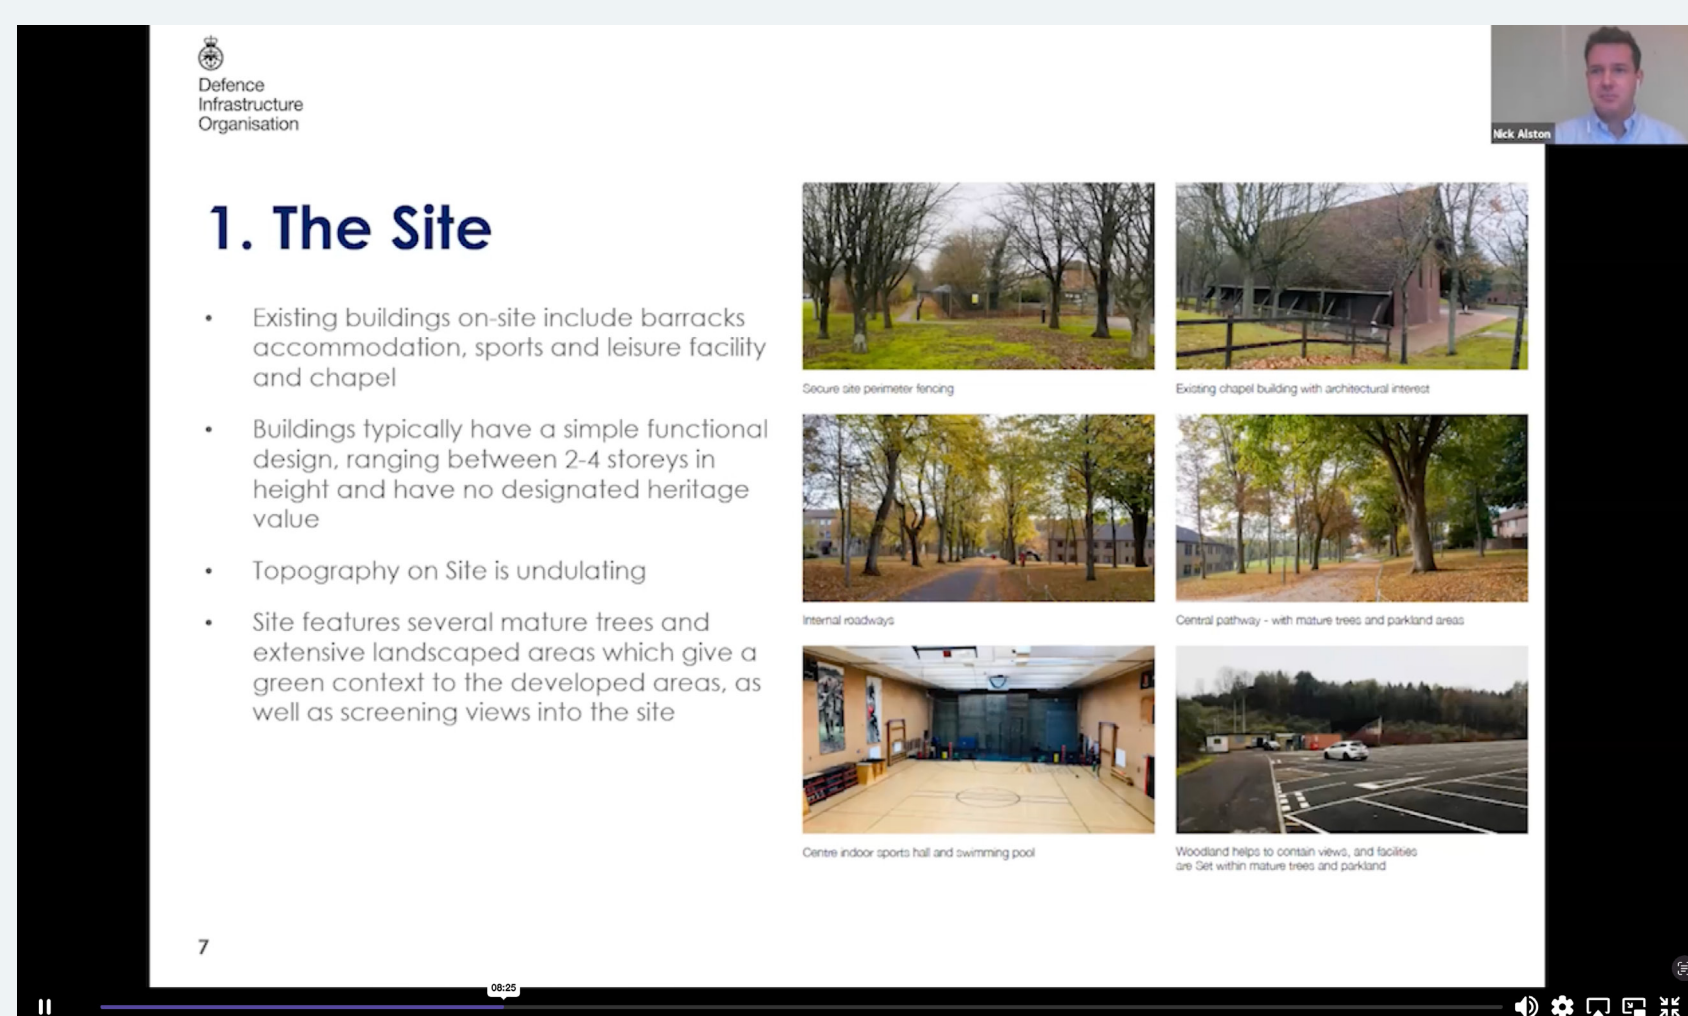 Defence
Infrastructure
Organisation
Nick Alston
1. The Site
• Existing buildings on-site include barracks
accommodation, sports and leisure facility
and chapel
• Buildings typically have a simple functional
design, ranging between 2-4 storeys in
height and have no designated heritage
value
• Topography on Site is undulating
• Site features several mature trees and
extensive landscaped areas which give a
green context to the developed areas, as
well as screening views into the site
Secure site perimeter fencing
Existing chapel building with architectural interest
Internal roadways
Central pathway - with mature trees and parkland areas
Centre indoor sports hall and swimming pool
Woodland helps to contain views, and facilities
are Set within mature trees and parkland
7
08:25